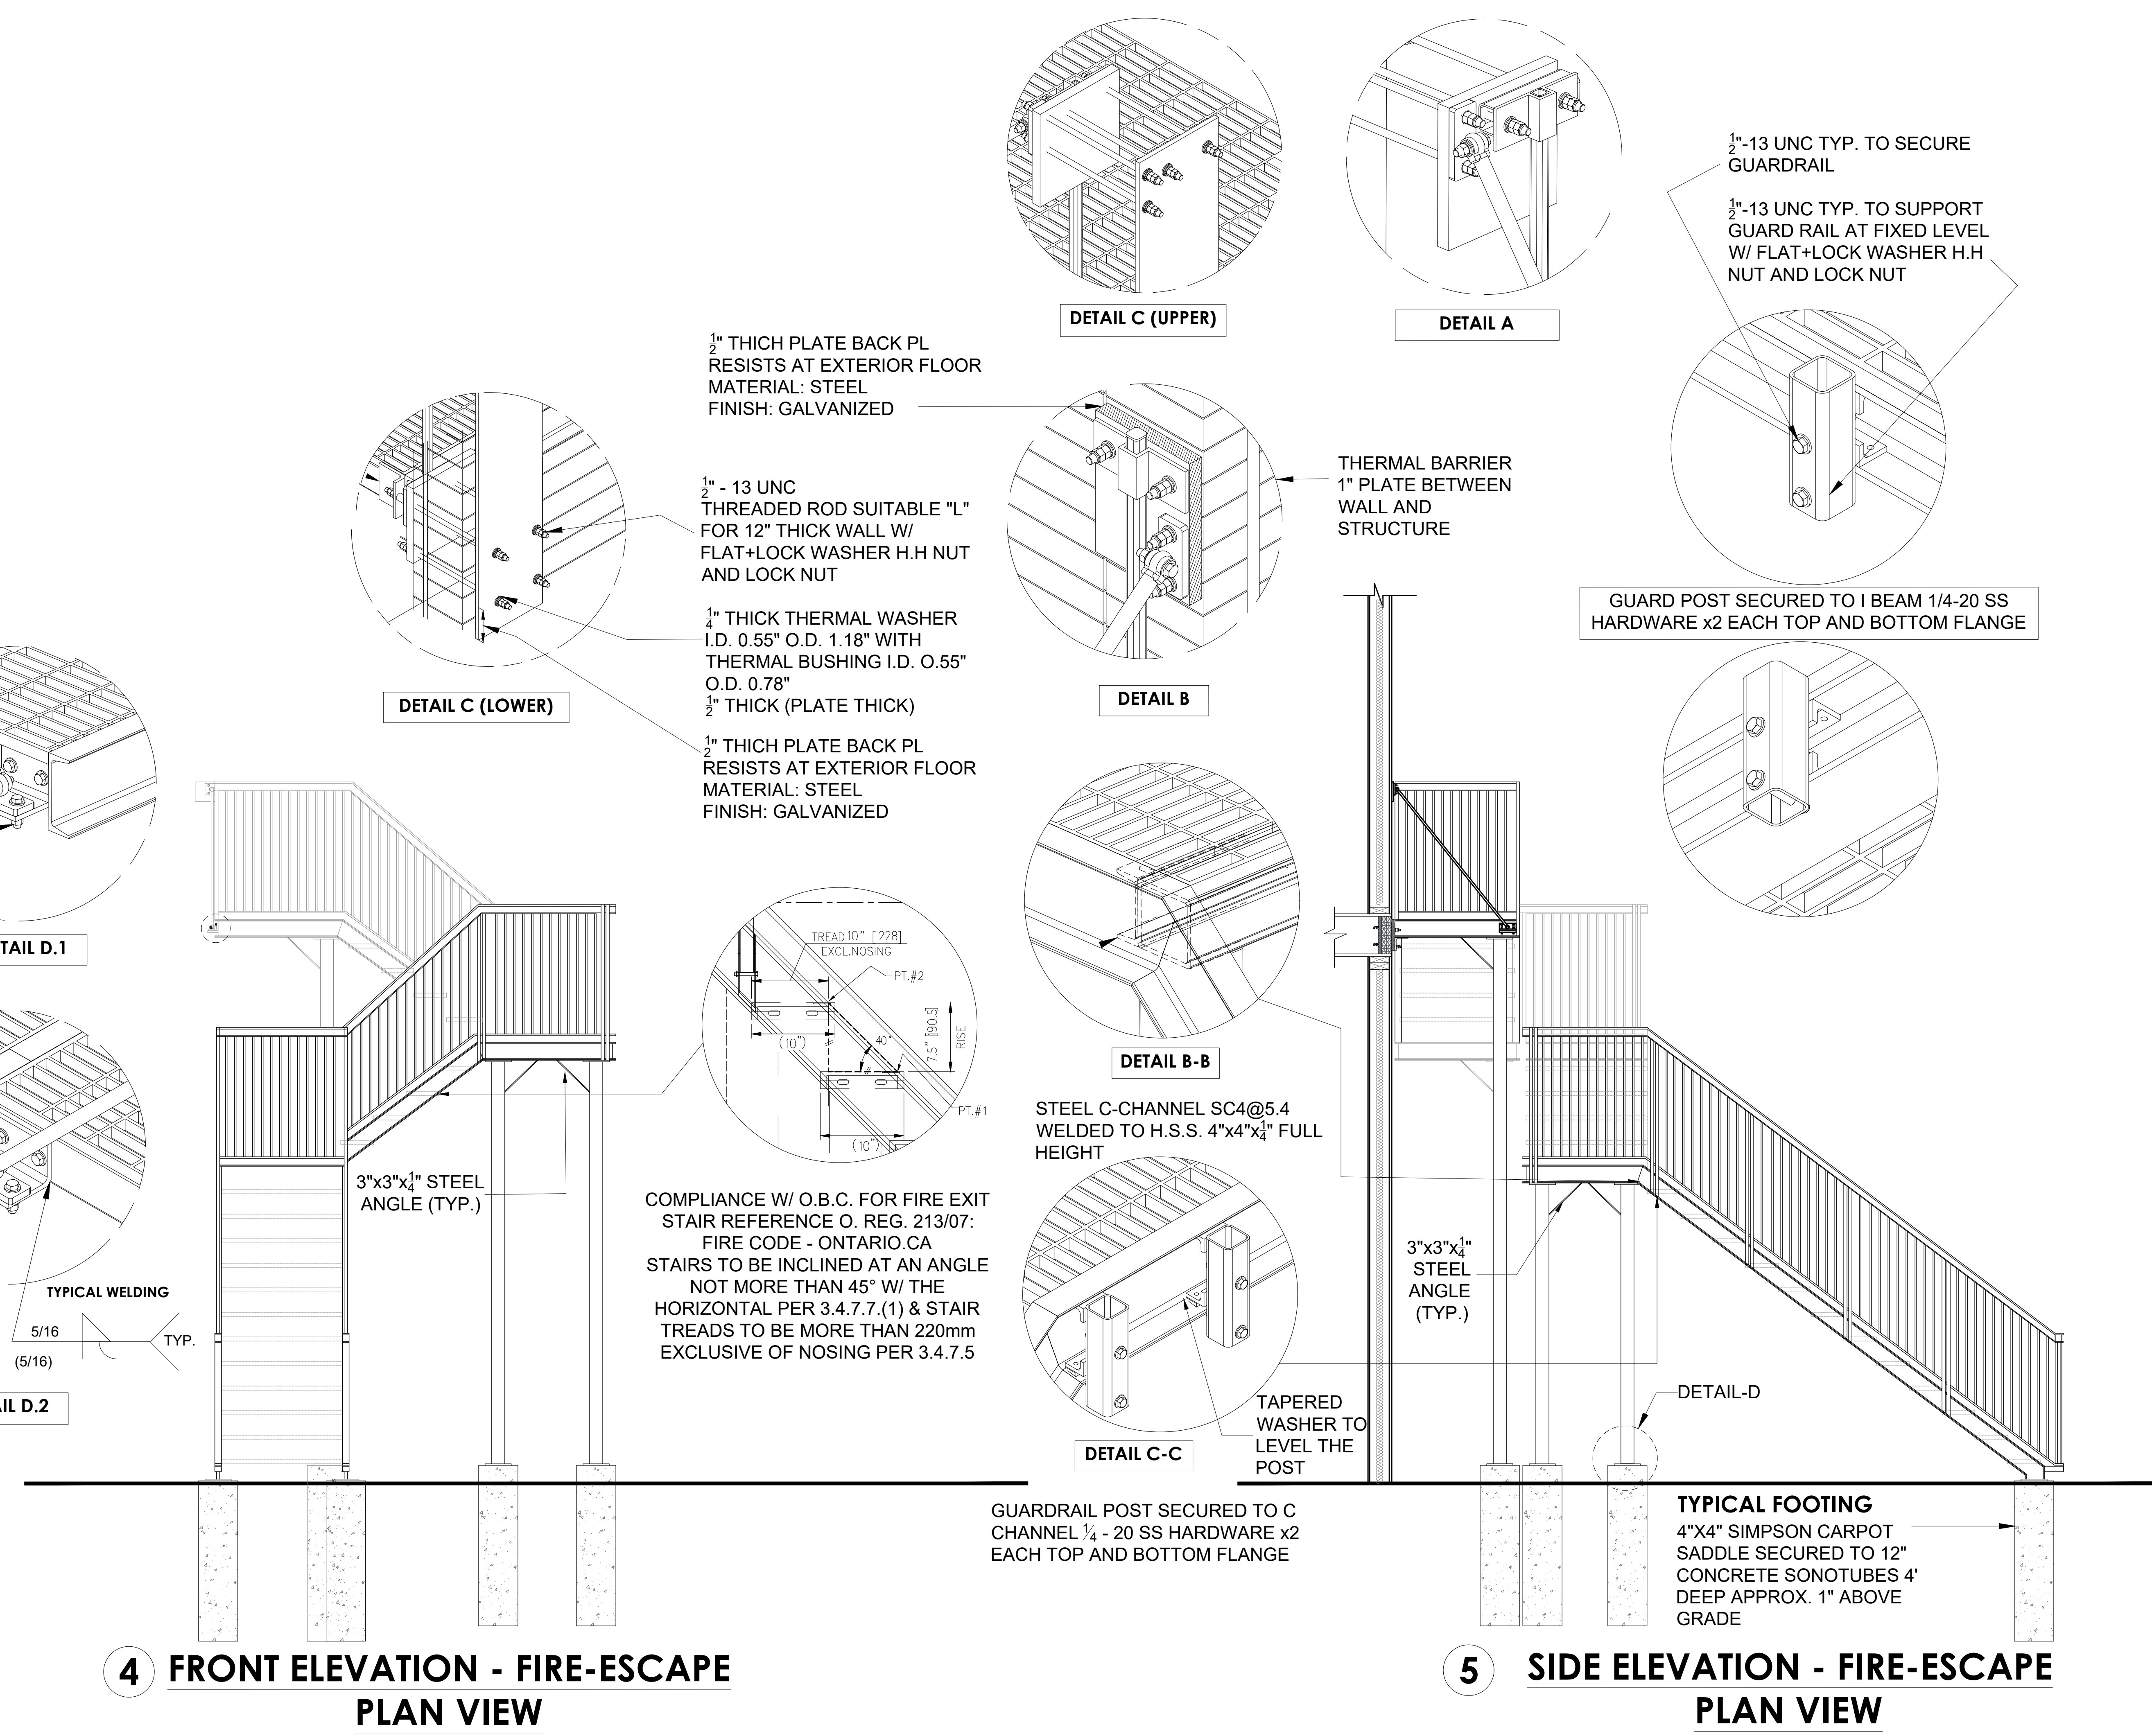 DETAIL C (UPPER)
DETAIL A
½"-13 UNC TYP. TO SECURE
GUARDRAIL
½"-13 UNC TYP. TO SUPPORT
GUARD RAIL AT FIXED LEVEL
W/ FLAT+LOCK WASHER H.H
NUT AND LOCK NUT
½" THICH PLATE BACK PL
RESISTS AT EXTERIOR FLOOR
MATERIAL: STEEL
FINISH: GALVANIZED
½" - 13 UNC
THREADED ROD SUITABLE "L"
FOR 12" THICK WALL W/
FLAT+LOCK WASHER H.H NUT
AND LOCK NUT
¼" THICK THERMAL WASHER
I.D. 0.55" O.D. 1.18" WITH
THERMAL BUSHING I.D. O.55"
O.D. 0.78"
½" THICK (PLATE THICK)
½" THICH PLATE BACK PL
RESISTS AT EXTERIOR FLOOR
MATERIAL: STEEL
FINISH: GALVANIZED
DETAIL C (LOWER)
DETAIL B
THERMAL BARRIER
1" PLATE BETWEEN
WALL AND
STRUCTURE
GUARD POST SECURED TO I BEAM 1/4-20 SS
HARDWARE x2 EACH TOP AND BOTTOM FLANGE
TAIL D.1
TREAD 10" [228]
EXCL.NOSING
PT.#2
(10")
40°
7.5" [90.5]
RISE
PT.#1
(10")
DETAIL B-B
STEEL C-CHANNEL SC4@5.4
WELDED TO H.S.S. 4"x4"x¼" FULL
HEIGHT
3"x3"x¼" STEEL
ANGLE (TYP.)
COMPLIANCE W/ O.B.C. FOR FIRE EXIT
STAIR REFERENCE O. REG. 213/07:
FIRE CODE - ONTARIO.CA
STAIRS TO BE INCLINED AT AN ANGLE
NOT MORE THAN 45° W/ THE
HORIZONTAL PER 3.4.7.7.(1) & STAIR
TREADS TO BE MORE THAN 220mm
EXCLUSIVE OF NOSING PER 3.4.7.5
3"x3"x¼"
STEEL
ANGLE
(TYP.)
TYPICAL WELDING
5/16
(5/16)
TYP.
AIL D.2
DETAIL C-C
TAPERED
WASHER TO
LEVEL THE
POST
DETAIL-D
GUARDRAIL POST SECURED TO C
CHANNEL ¼ - 20 SS HARDWARE x2
EACH TOP AND BOTTOM FLANGE
TYPICAL FOOTING
4"X4" SIMPSON CARPOT
SADDLE SECURED TO 12"
CONCRETE SONOTUBES 4'
DEEP APPROX. 1" ABOVE
GRADE
4 FRONT ELEVATION - FIRE-ESCAPE
PLAN VIEW
5 SIDE ELEVATION - FIRE-ESCAPE
PLAN VIEW